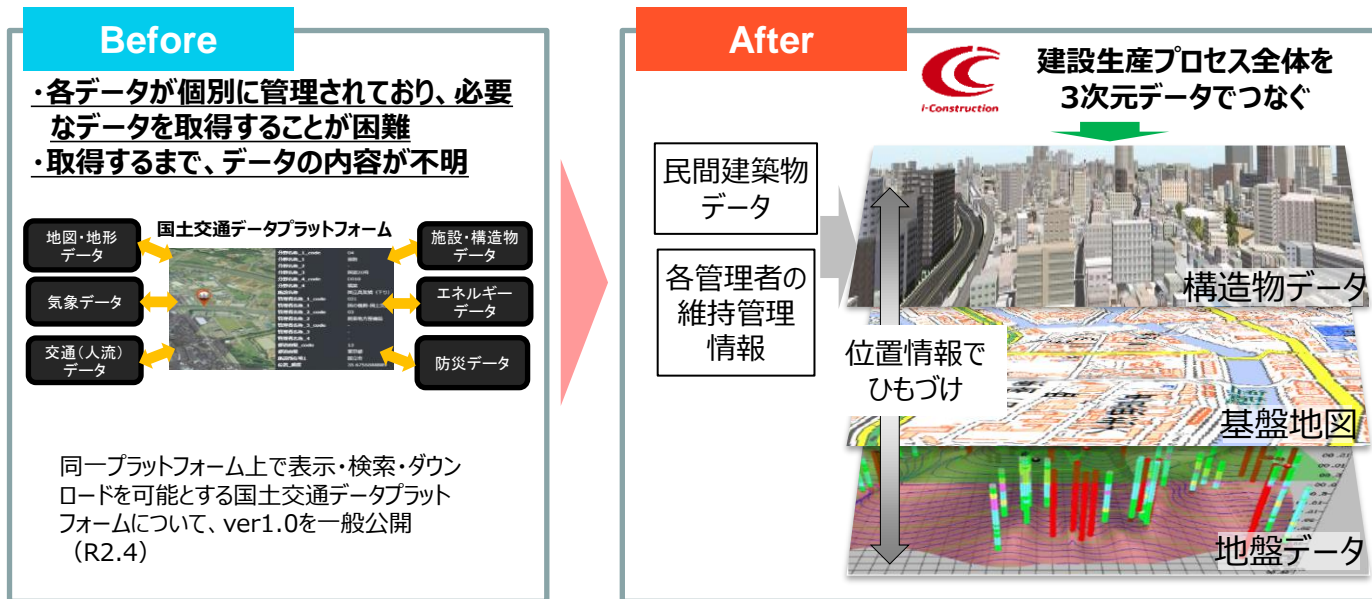 Before
・各データが個別に管理されており、必要
なデータを取得することが困難
・取得するまで、データの内容が不明
国土交通データプラットフォーム
地図・地形
データ
気象データ
交通（人流）
データ
施設・構造物
データ
エネルギー
データ
防災データ
同一プラットフォーム上で表示・検索・ダウン
ロードを可能とする国土交通データプラット
フォームについて、ver1.0を一般公開
（R2.4）
After
i-Construction
建設生産プロセス全体を
3次元データでつなぐ
民間建築物
データ
各管理者の
維持管理
情報
構造物データ
位置情報で
ひもづけ
基盤地図
地盤データ